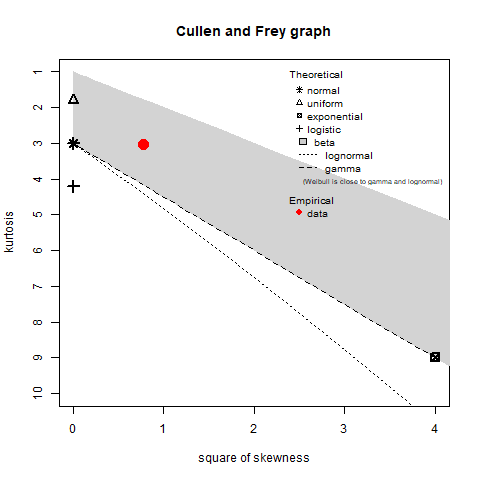 Cullen and Frey graph
Theoretical
normal
uniform
exponential
logistic
beta
lognormal
gamma
(Weibull is close to gamma and lognormal)
Empirical
data
kurtosis
1
2
3
4
5
6
7
8
9
10
0
1
2
3
4
square of skewness